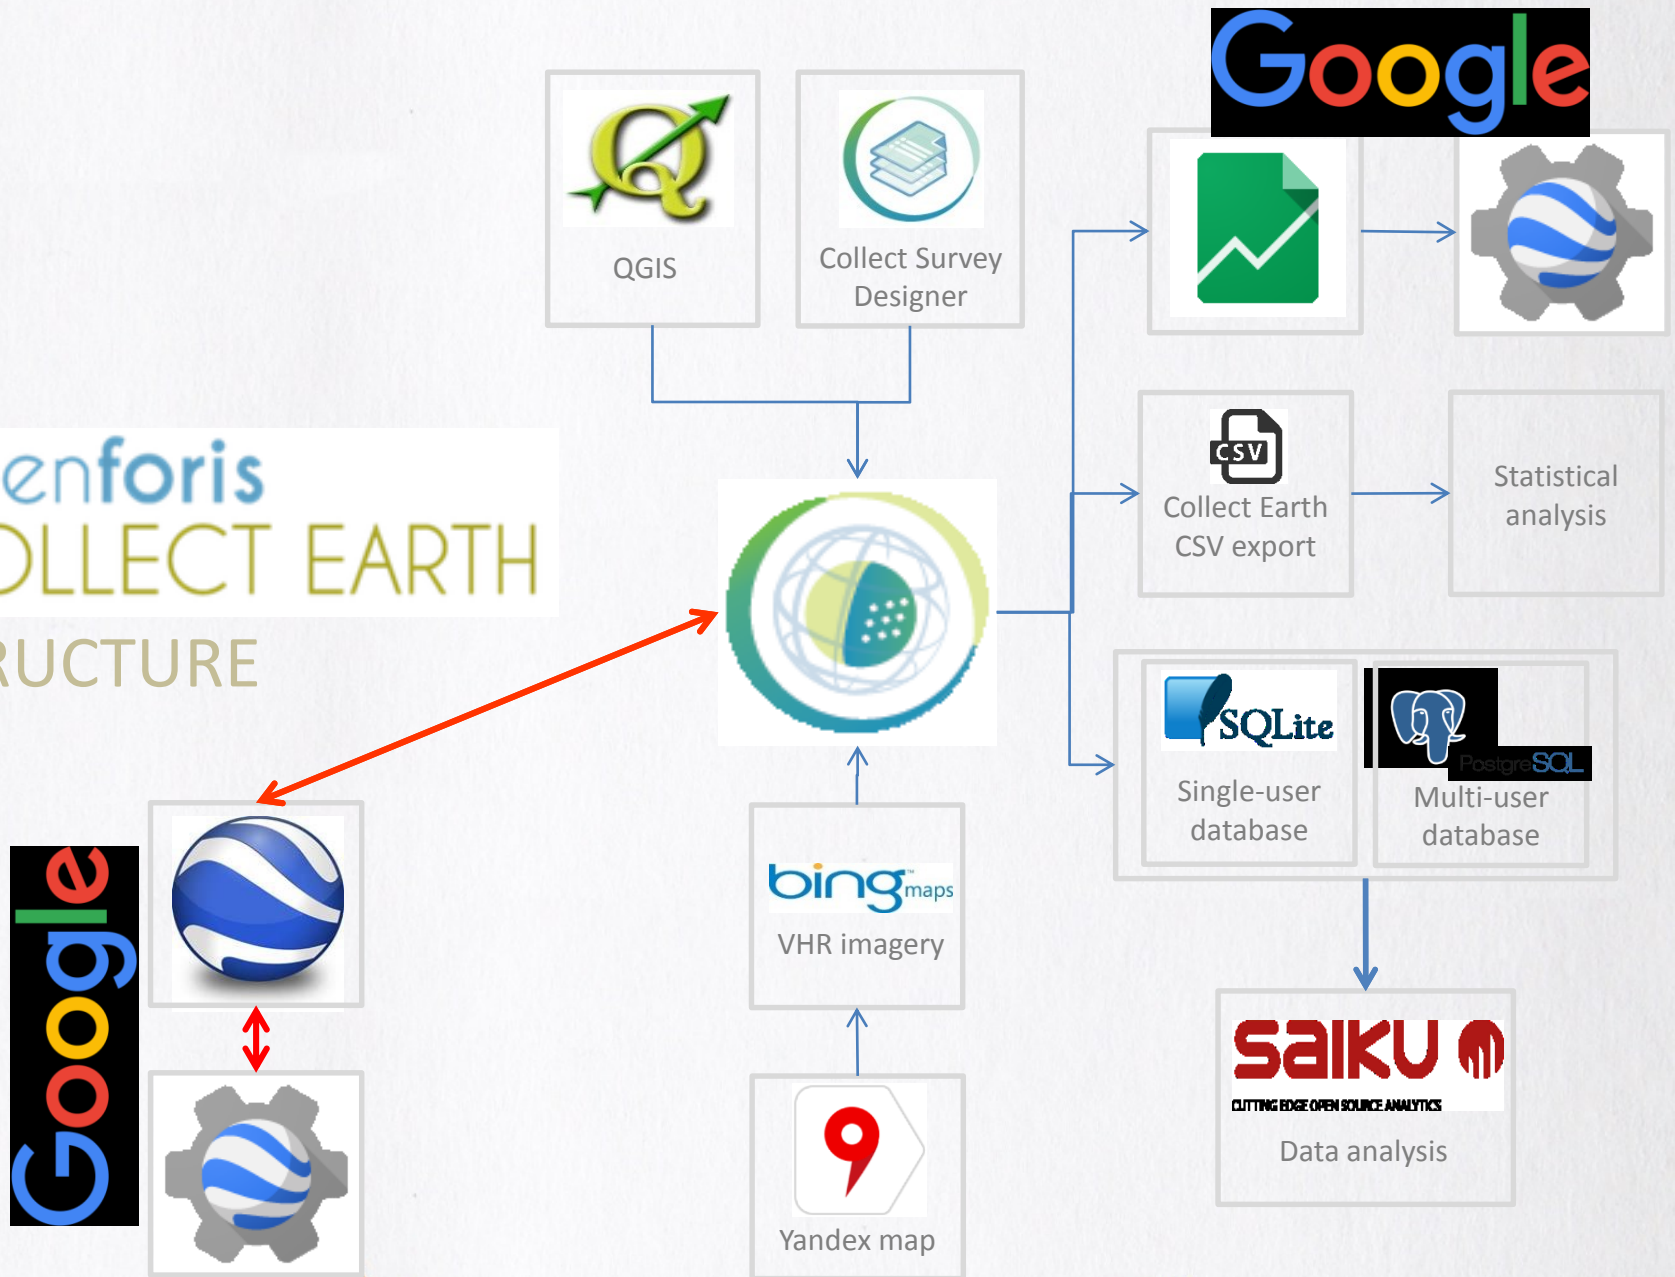 Google
QGIS
Collect Survey
Designer
CSV
Collect Earth
CSV export
Statistical
analysis
enforis
OLLECT EARTH
RUCTURE
SQLite
Single-user
database
PostgreSQL
Multi-user
database
Google
bing maps
VHR imagery
Yandex map
saiku
CUTTING EDGE OPEN SOURCE ANALYTICS
Data analysis